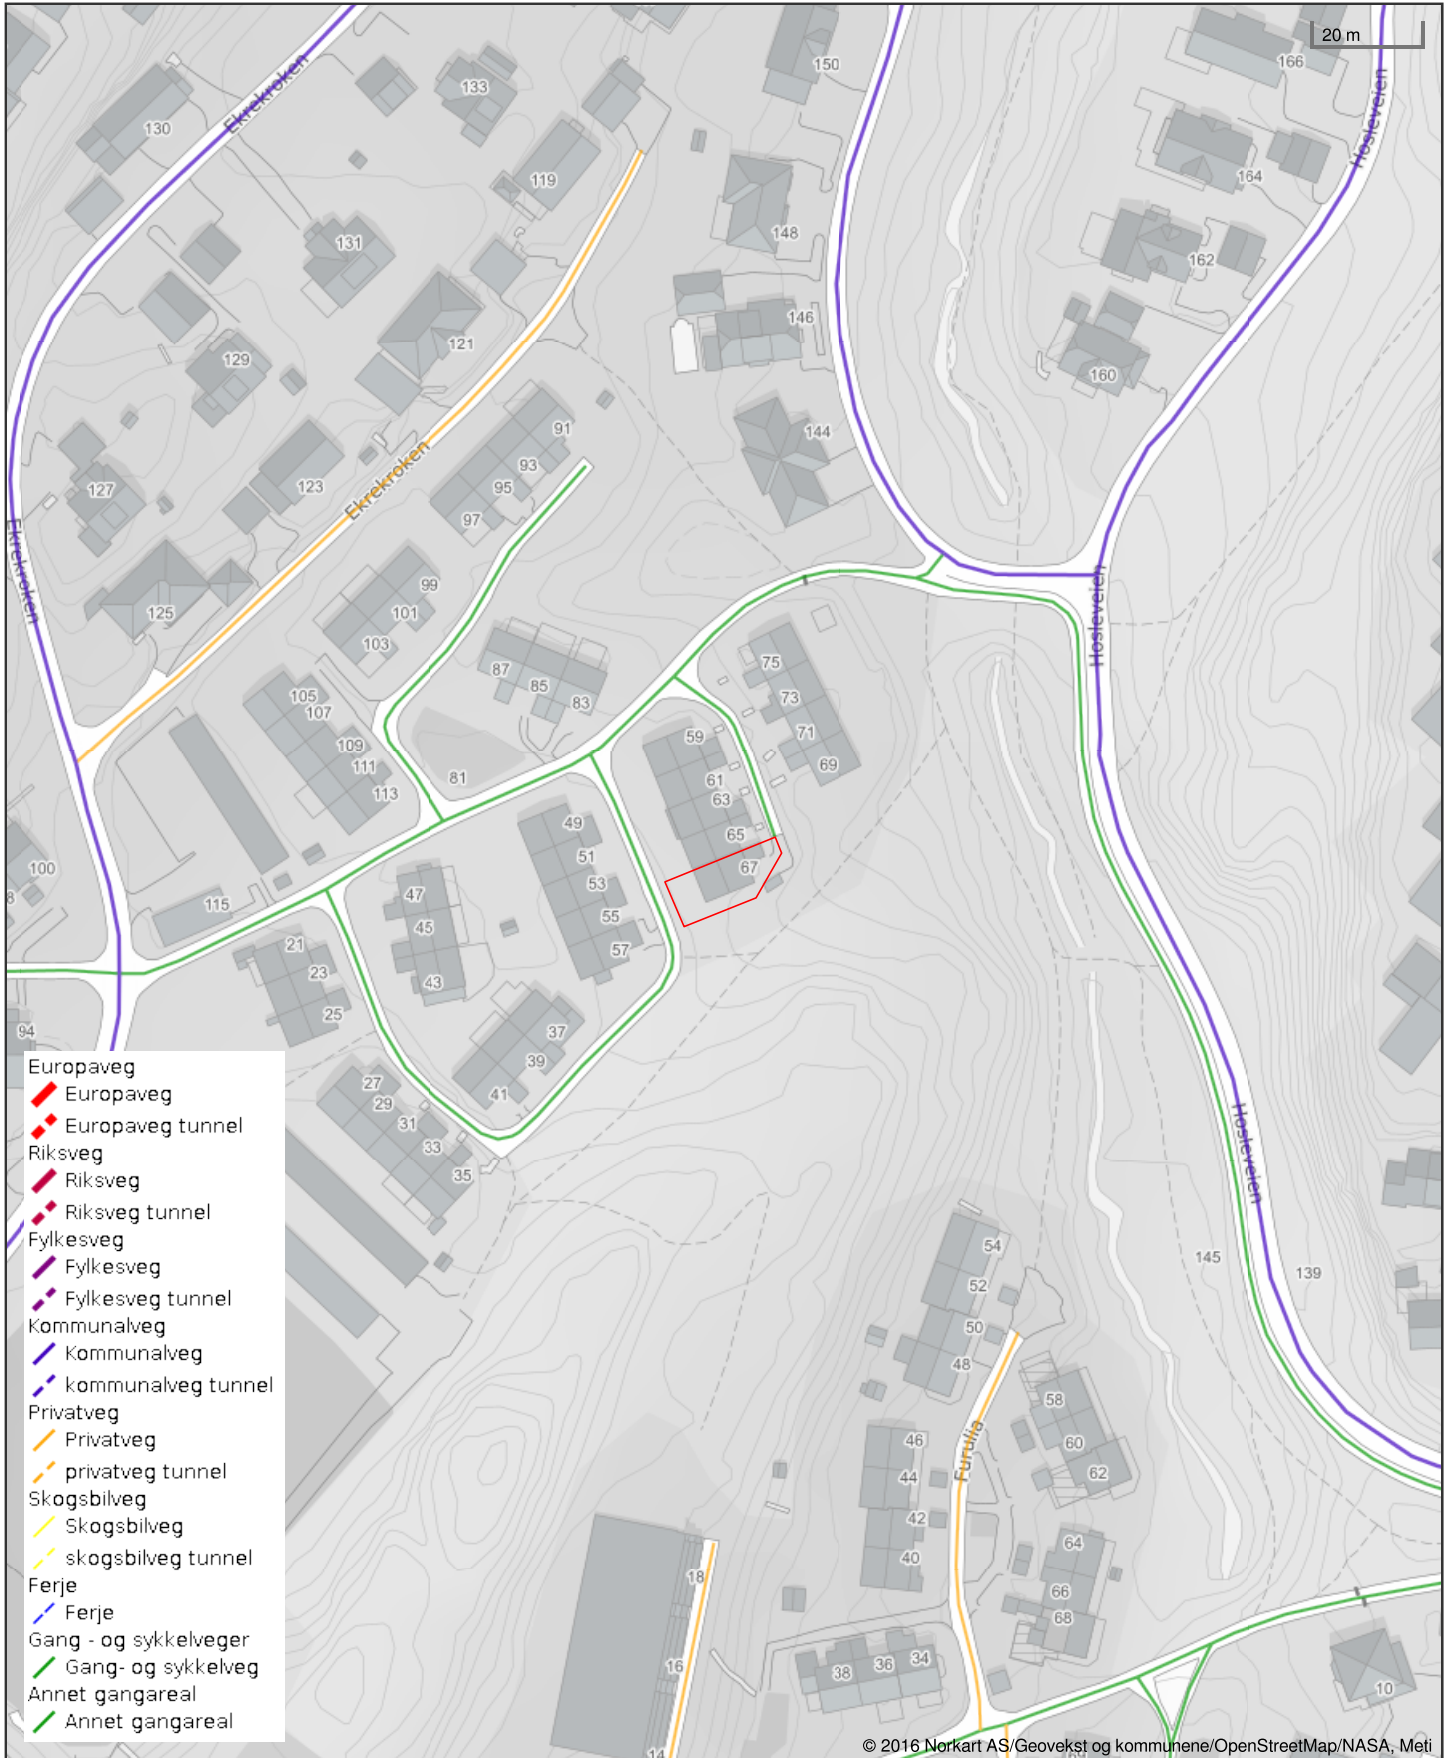 20 m
150
166
133
130
Ekrekroken
Hosleveien
119
164
131
148
162
146
121
129
160
91
144
93
Ekrekroken
95
123
127
97
Ekrekroken
99
125
101
103
Hosleveien
75
87
85
105
73
83
107
71
59
109
69
111
61
81
113
63
49
65
51
67
100
53
47
8
115
55
45
21
57
23
43
25
94
37
39
27
41
29
31
33
35
Hosleveien
54
145
139
52
50
48
58
46
60
Furulia
62
44
42
64
40
18
66
68
34
36
38
16
10
14
Europaveg
Europaveg
Europaveg tunnel
Riksveg
Riksveg
Riksveg tunnel
Fylkesveg
Fylkesveg
Fylkesveg tunnel
Kommunalveg
Kommunalveg
kommunalveg tunnel
Privatveg
Privatveg
privatveg tunnel
Skogsbilveg
Skogsbilveg
skogsbilveg tunnel
Ferje
Ferje
Gang - og sykkelveger
Gang- og sykkelveg
Annet gangareal
Annet gangareal
© 2016 Norkart AS/Geovekst og kommunene/OpenStreetMap/NASA, Meti